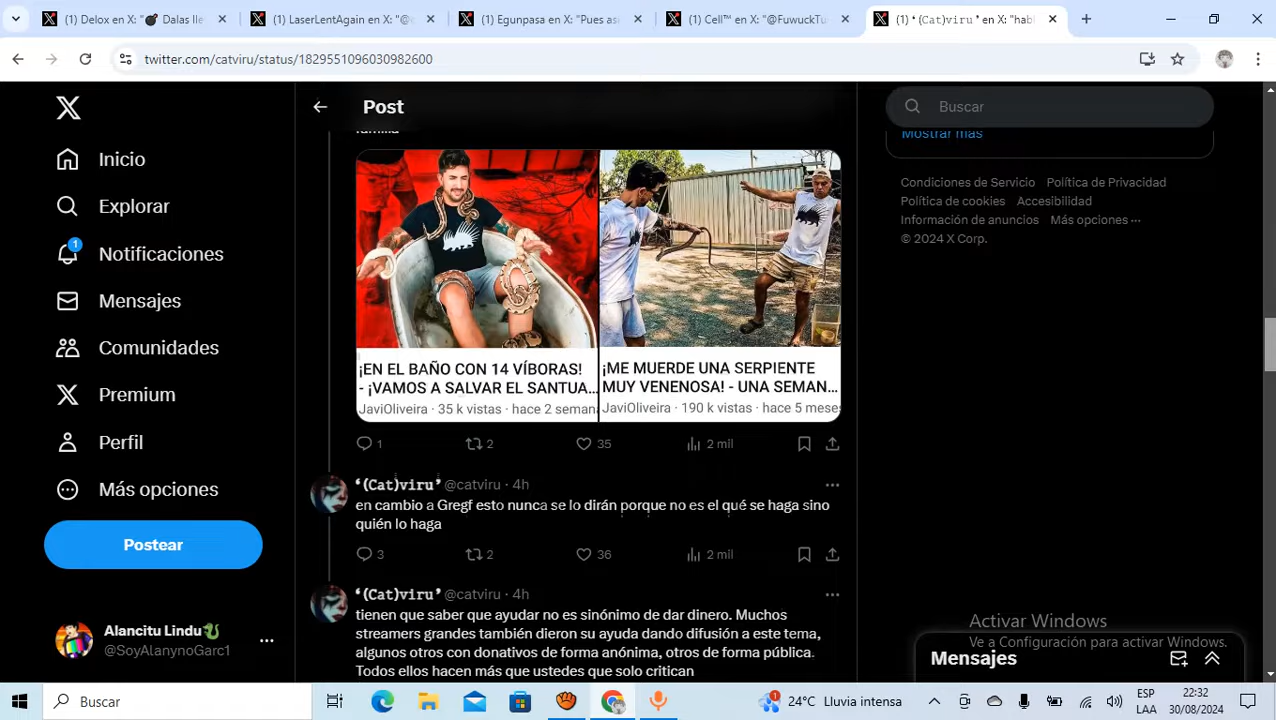 (1) Delox en X: "💣 Dalas lle
(1) LaserLentAgain en X: "@
(1) Egunpasa en X: "Pues as
(1) Cell™ en X: "@FuwuckTu
(1) ❛(Cat)viru❜ en X: "hab
twitter.com/catviru/status/1829551096030982600
Inicio
Explorar
1
Notificaciones
Mensajes
Comunidades
Premium
Perfil
Más opciones
Postear
Alancitu Lindu🐉
@SoyAlanynoGarc1
Post
familia
¡EN EL BAÑO CON 14 VÍBORAS!
- ¡VAMOS A SALVAR EL SANTUA...
JaviOliveira · 35 k vistas · hace 2 seman
¡ME MUERDE UNA SERPIENTE
MUY VENENOSA! - UNA SEMAN...
JaviOliveira · 190 k vistas · hace 5 meses
1 2 35 2 mil
❛(Cat)viru❜ @catviru · 4h
en cambio a Gregf esto nunca se lo dirán porque no es el qué se haga sino
quién lo haga
3 2 36 2 mil
❛(Cat)viru❜ @catviru · 4h
tienen que saber que ayudar no es sinónimo de dar dinero. Muchos
streamers grandes también dieron su ayuda dando difusión a este tema,
algunos otros con donativos de forma anónima, otros de forma pública.
Todos ellos hacen más que ustedes que solo critican
Buscar
Mostrar más
Condiciones de Servicio Política de Privacidad
Política de cookies Accesibilidad
Información de anuncios Más opciones ···
© 2024 X Corp.
Activar Windows
Ve a Configuración para activar Windows.
Mensajes
Buscar
1
24°C Lluvia intensa
ESP
LAA
22:32
30/08/2024